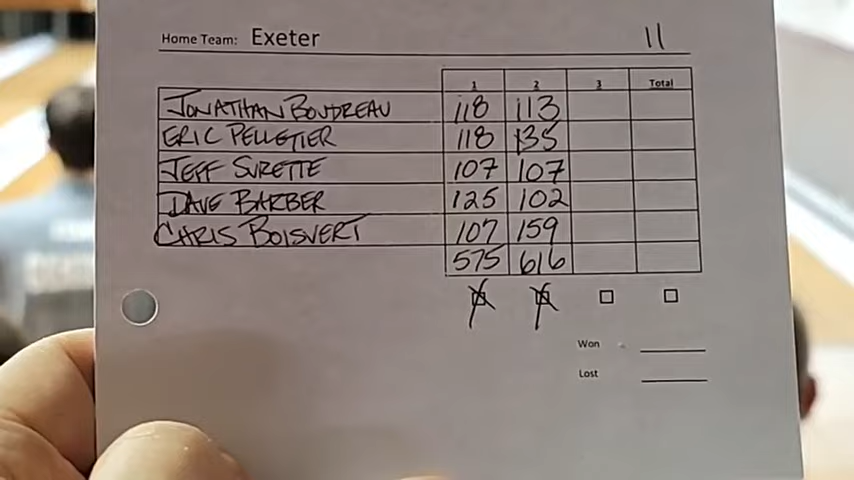 Home Team: Exeter 11
1 2 3 Total
JONATHAN BOUDREAU 118 113
ERIC PELLETIER 118 135
JEFF SURETTE 107 107
DAVE BARBER 125 102
CHRIS BOISVERT 107 159
575 616
Won
Lost